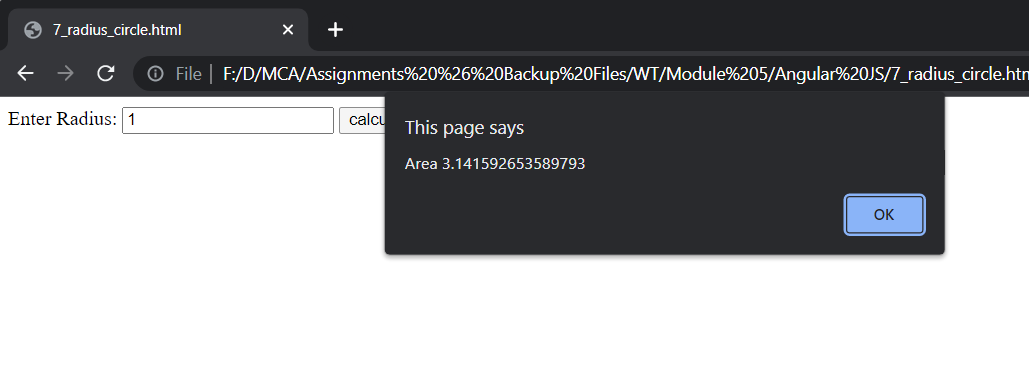 7_radius_circle.html
File F:/D/MCA/Assignments%20%26%20Backup%20Files/WT/Module%205/Angular%20JS/7_radius_circle.htm
Enter Radius: 1 calcu
This page says
Area 3.141592653589793
OK